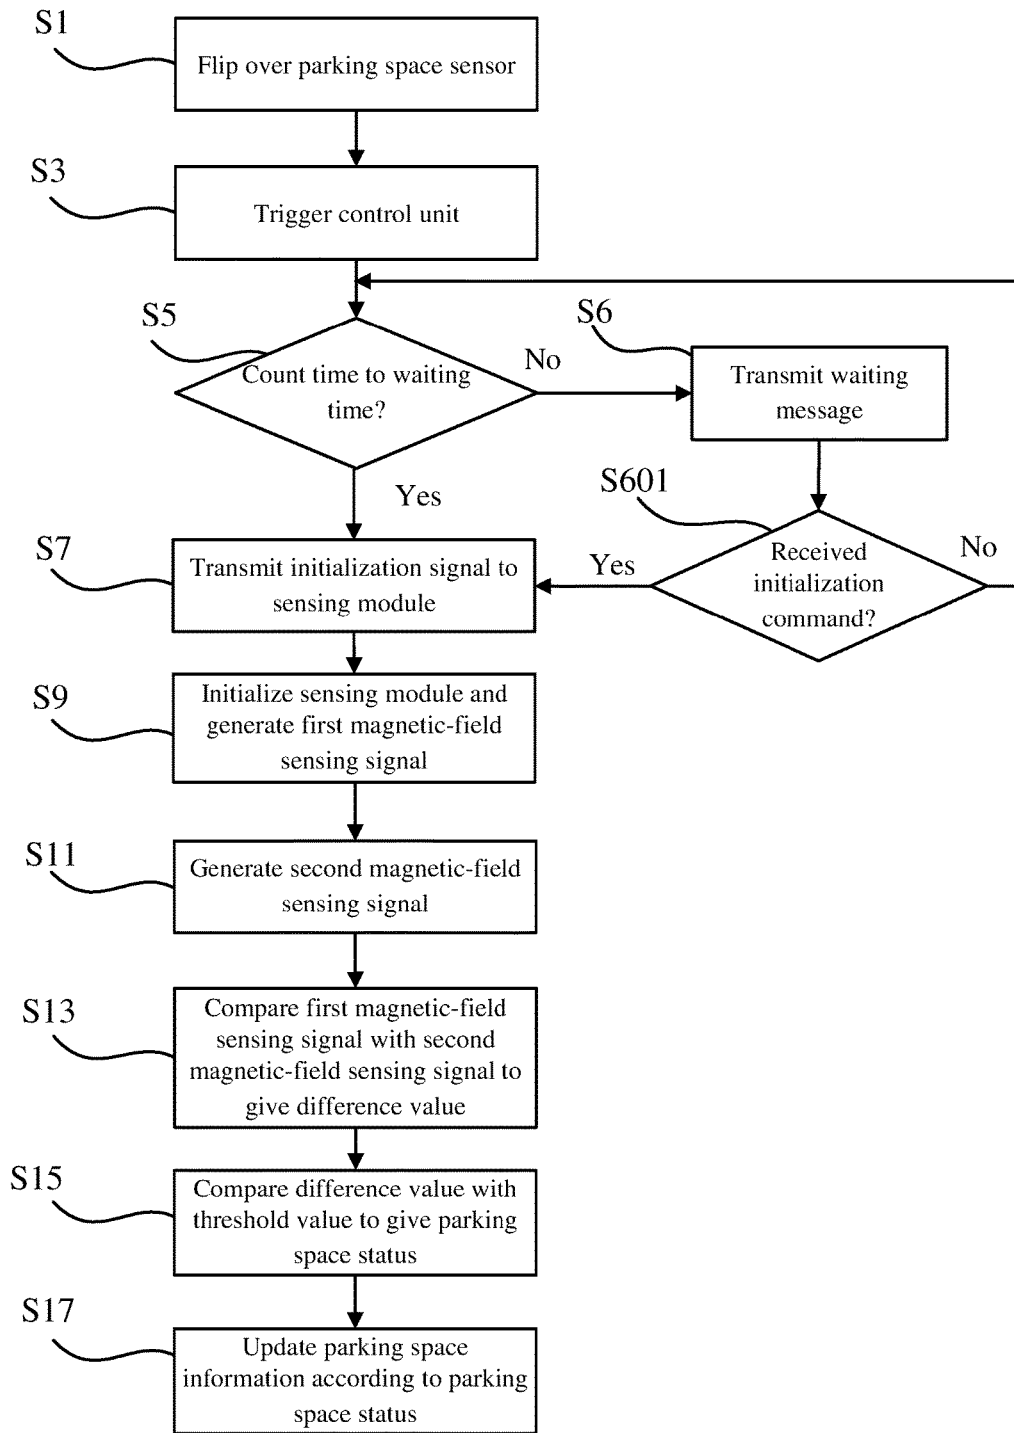 S1
Flip over parking space sensor
S3
Trigger control unit
S5
Count time to waiting
time?
No
Yes
S6
Transmit waiting
message
S601
Received
initialization
command?
No
Yes
S7
Transmit initialization signal to
sensing module
S9
Initialize sensing module and
generate first magnetic-field
sensing signal
S11
Generate second magnetic-field
sensing signal
S13
Compare first magnetic-field
sensing signal with second
magnetic-field sensing signal to
give difference value
S15
Compare difference value with
threshold value to give parking
space status
S17
Update parking space
information according to parking
space status